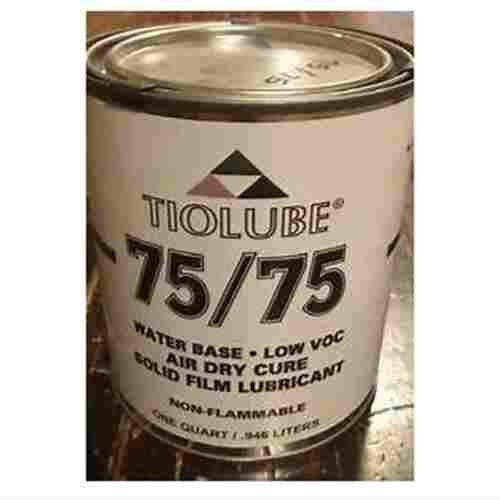 TIOLUBE®
75/75
WATER BASE • LOW VOC
AIR DRY CURE
SOLID FILM LUBRICANT
NON-FLAMMABLE
ONE QUART / .946 LITERS